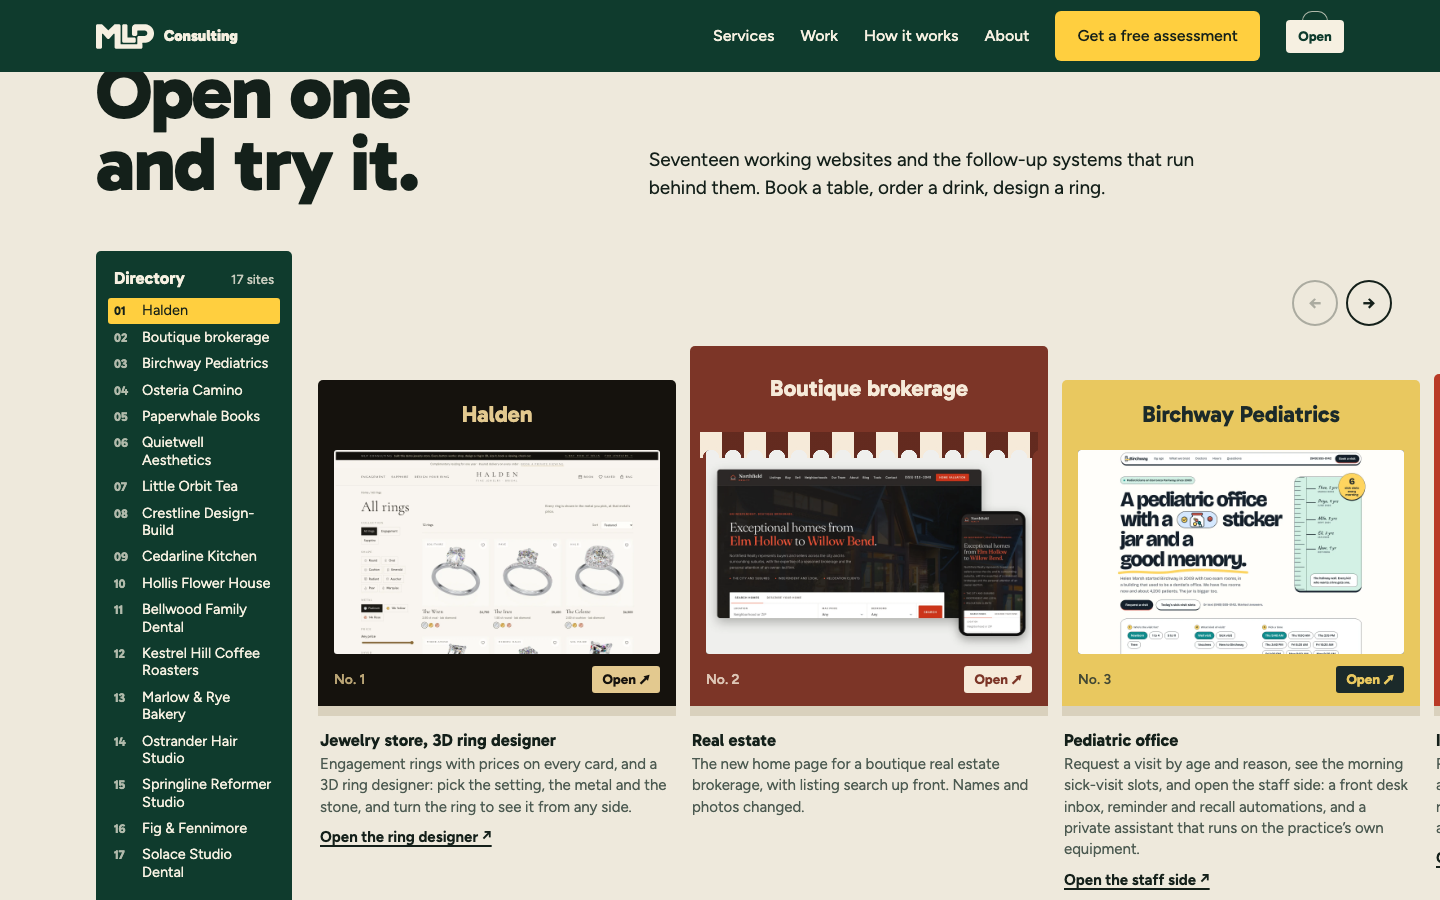 MLP Consulting
Services
Work
How it works
About
Get a free assessment
Open
Open one
and try it.
Seventeen working websites and the follow-up systems that run
behind them. Book a table, order a drink, design a ring.
Directory
17 sites
01 Halden
02 Boutique brokerage
03 Birchway Pediatrics
04 Osteria Camino
05 Paperwhale Books
06 Quietwell
Aesthetics
07 Little Orbit Tea
08 Crestline Design-
Build
09 Cedarline Kitchen
10 Hollis Flower House
11 Bellwood Family
Dental
12 Kestrel Hill Coffee
Roasters
13 Marlow & Rye
Bakery
14 Ostrander Hair
Studio
15 Springline Reformer
Studio
16 Fig & Fennimore
17 Solace Studio
Dental
Halden
HALDEN
All rings
No. 1
Open ↗
Jewelry store, 3D ring designer
Engagement rings with prices on every card, and a
3D ring designer: pick the setting, the metal and the
stone, and turn the ring to see it from any side.
Open the ring designer ↗
Boutique brokerage
Northfield
Exceptional homes from
Elm Hollow to Willow Bend.
Exceptional homes
from Elm Hollow to
Willow Bend.
No. 2
Open ↗
Real estate
The new home page for a boutique real estate
brokerage, with listing search up front. Names and
photos changed.
Birchway Pediatrics
Birchway
A pediatric office
with a sticker
jar and a
good memory.
6
No. 3
Open ↗
Pediatric office
Request a visit by age and reason, see the morning
sick-visit slots, and open the staff side: a front desk
inbox, reminder and recall automations, and a
private assistant that runs on the practice's own
equipment.
Open the staff side ↗